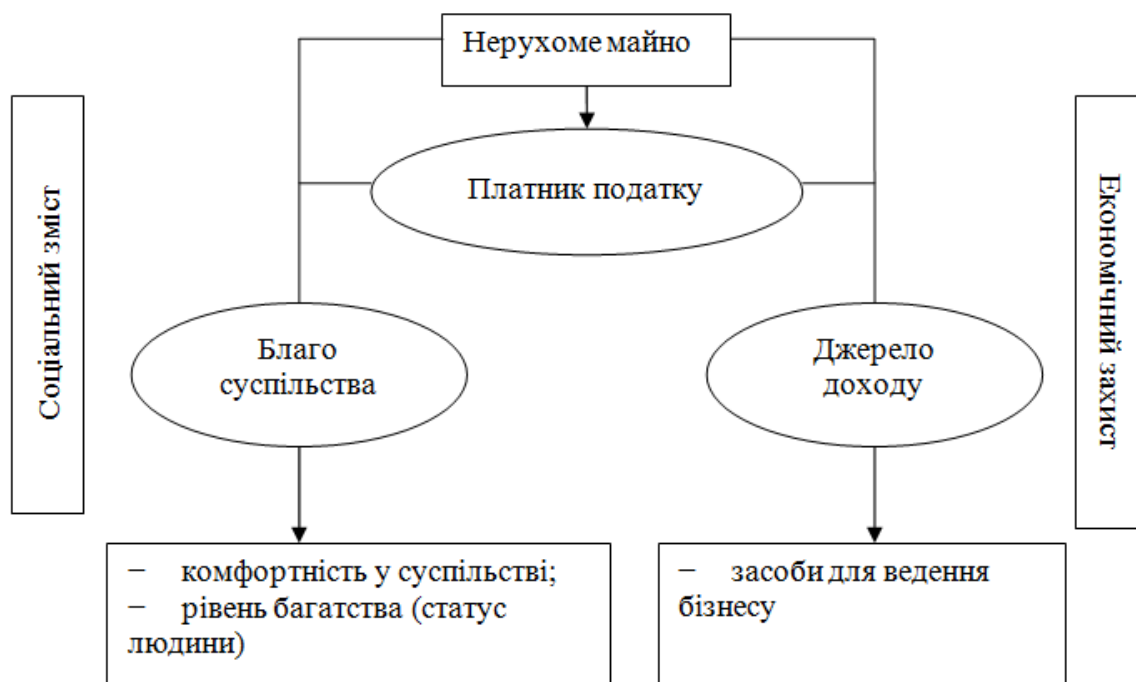 Нерухоме майно
Платник податку
Соціальний зміст
Економічний захист
Благо
суспільства
Джерело
доходу
− комфортність у суспільстві;
− рівень багатства (статус
людини)
− засоби для ведення
бізнесу